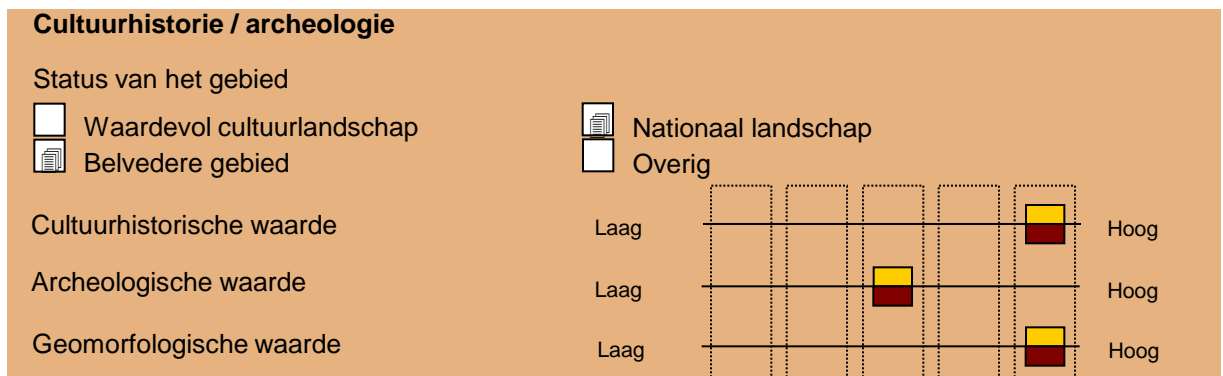 Cultuurhistorie / archeologie
Status van het gebied
Waardevol cultuurlandschap Nationaal landschap
Belvedere gebied Overig
Cultuurhistorische waarde Laag Hoog
Archeologische waarde Laag Hoog
Geomorfologische waarde Laag Hoog